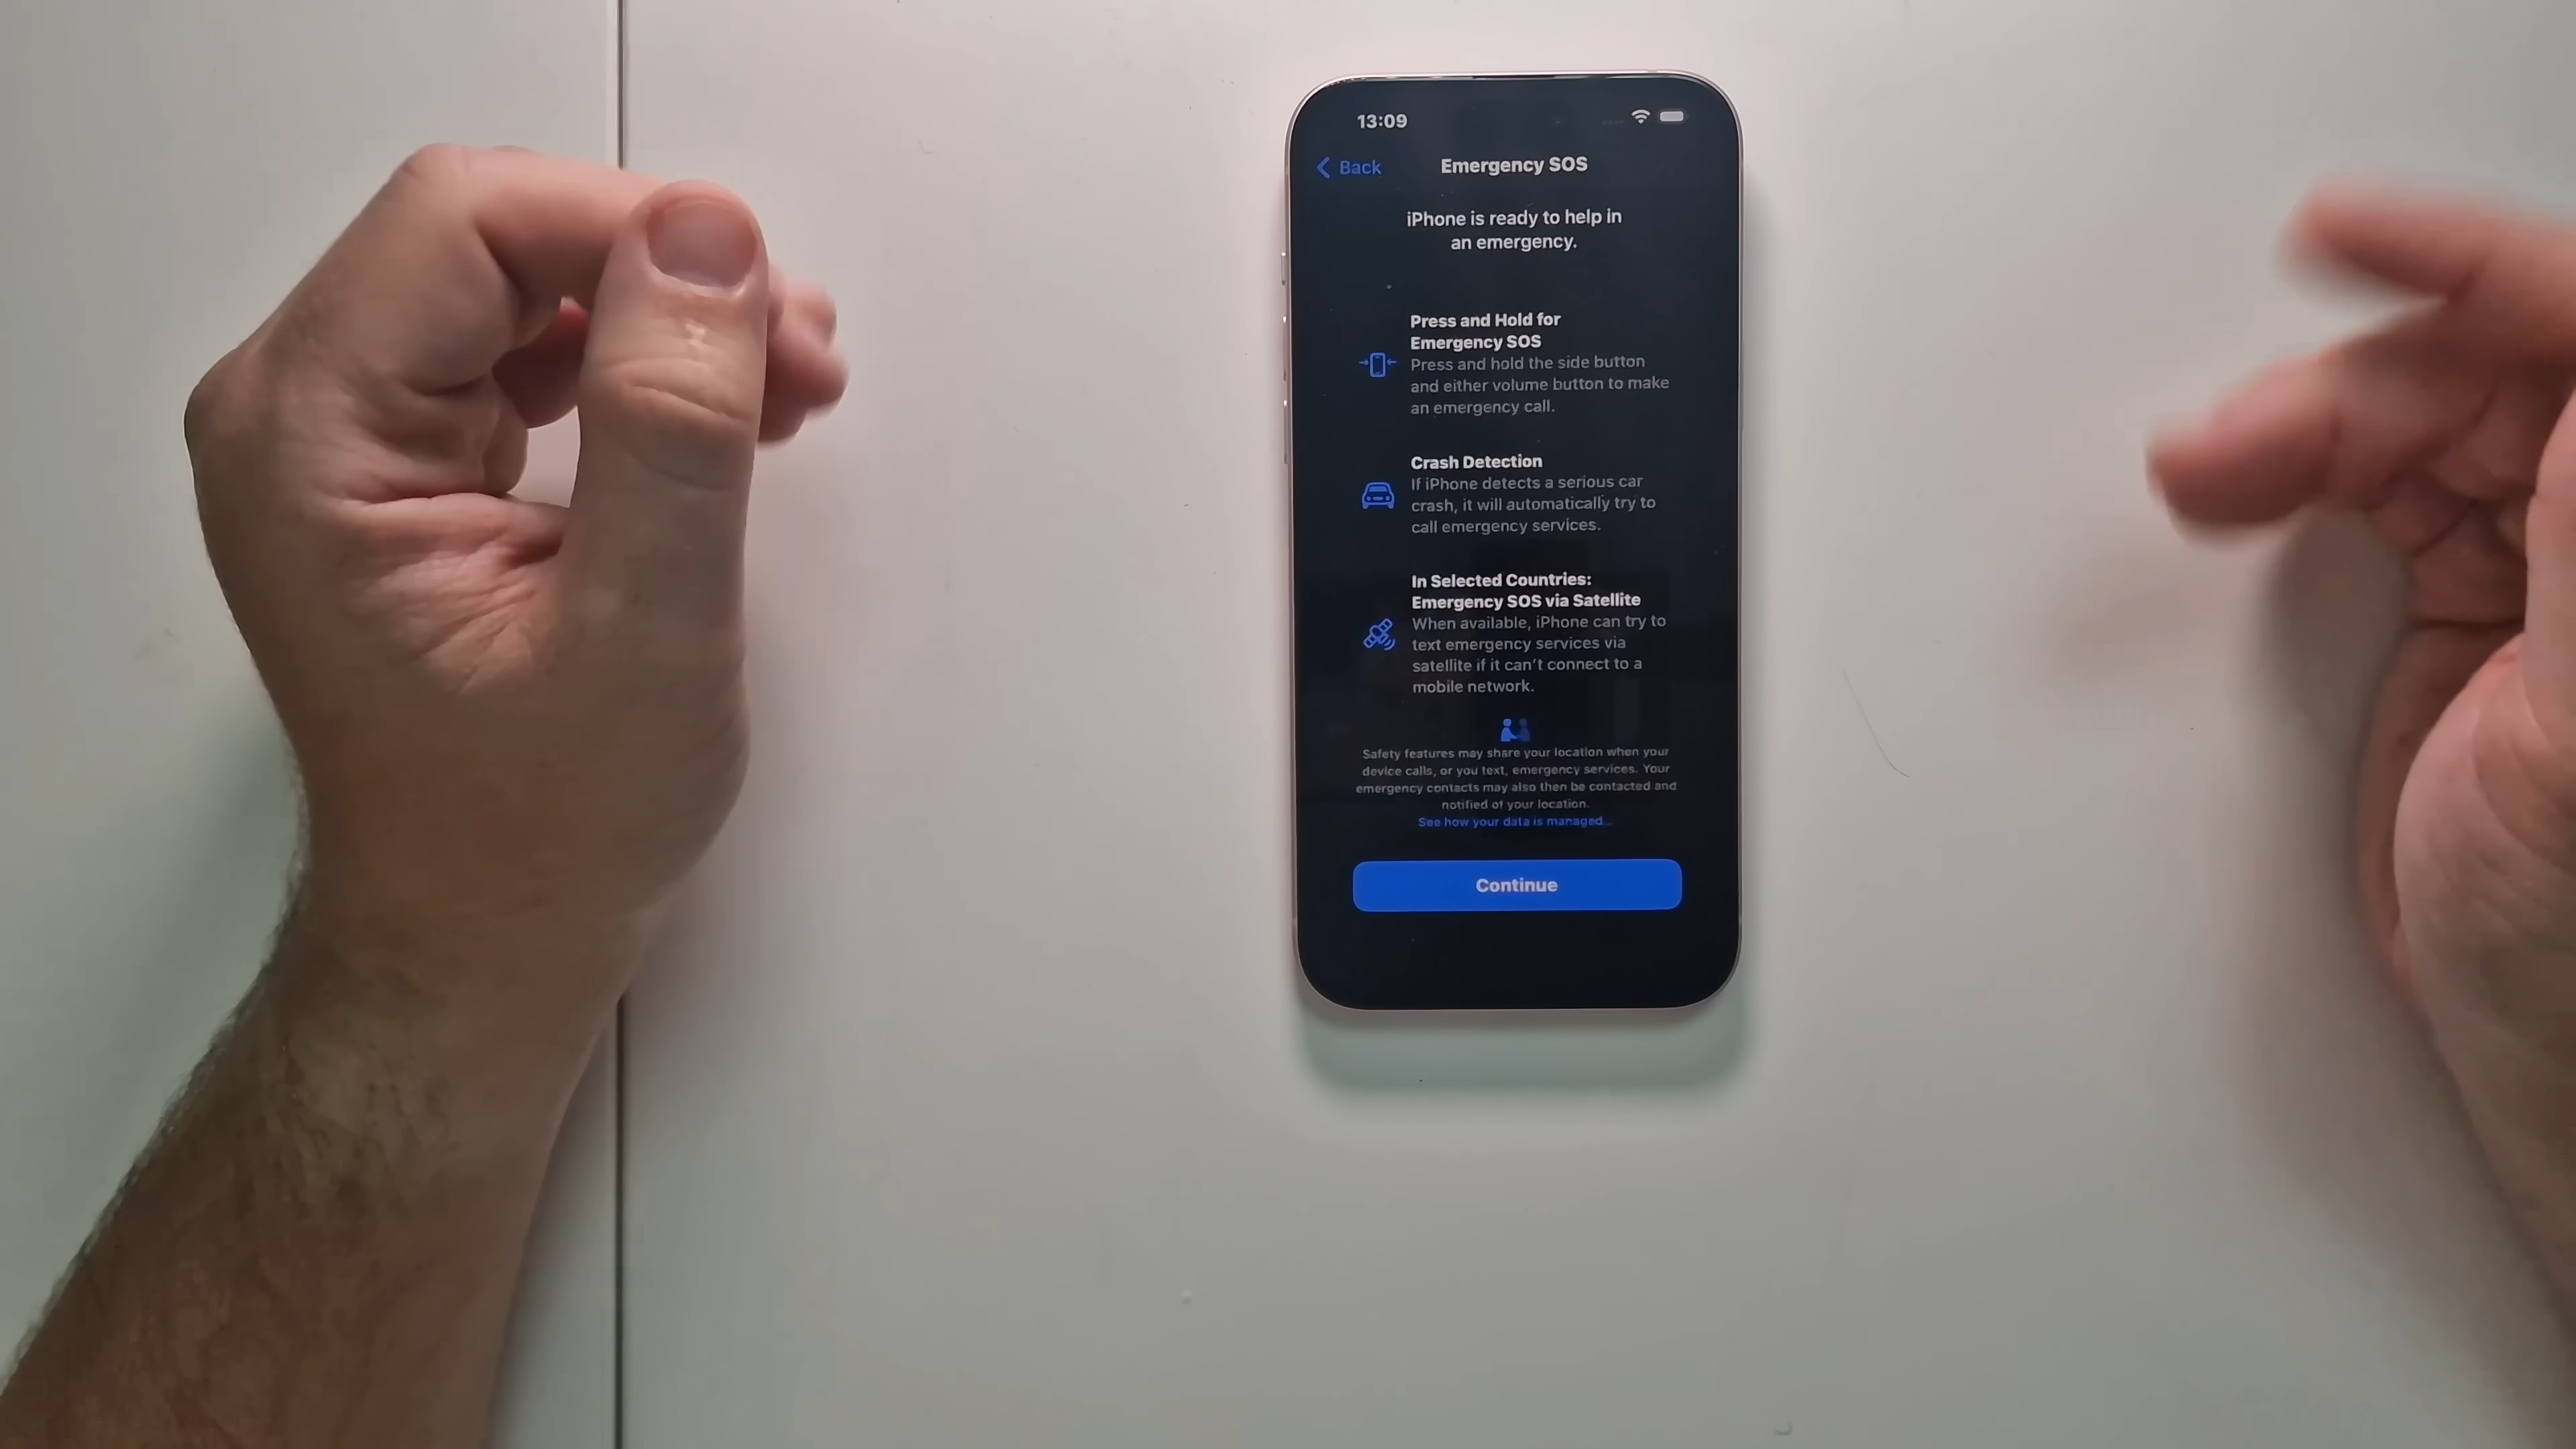 13:09
Back
Emergency SOS
iPhone is ready to help in
an emergency.
Press and Hold for
Emergency SOS
Press and hold the side button
and either volume button to make
an emergency call.
Crash Detection
If iPhone detects a serious car
crash, it will automatically try to
call emergency services.
In Selected Countries:
Emergency SOS via Satellite
When available, iPhone can try to
text emergency services via
satellite if it can't connect to a
mobile network.
Safety features may share your location when your
device calls, or you text, emergency services. Your
emergency contacts may also then be contacted and
notified of your location.
See how your data is managed...
Continue